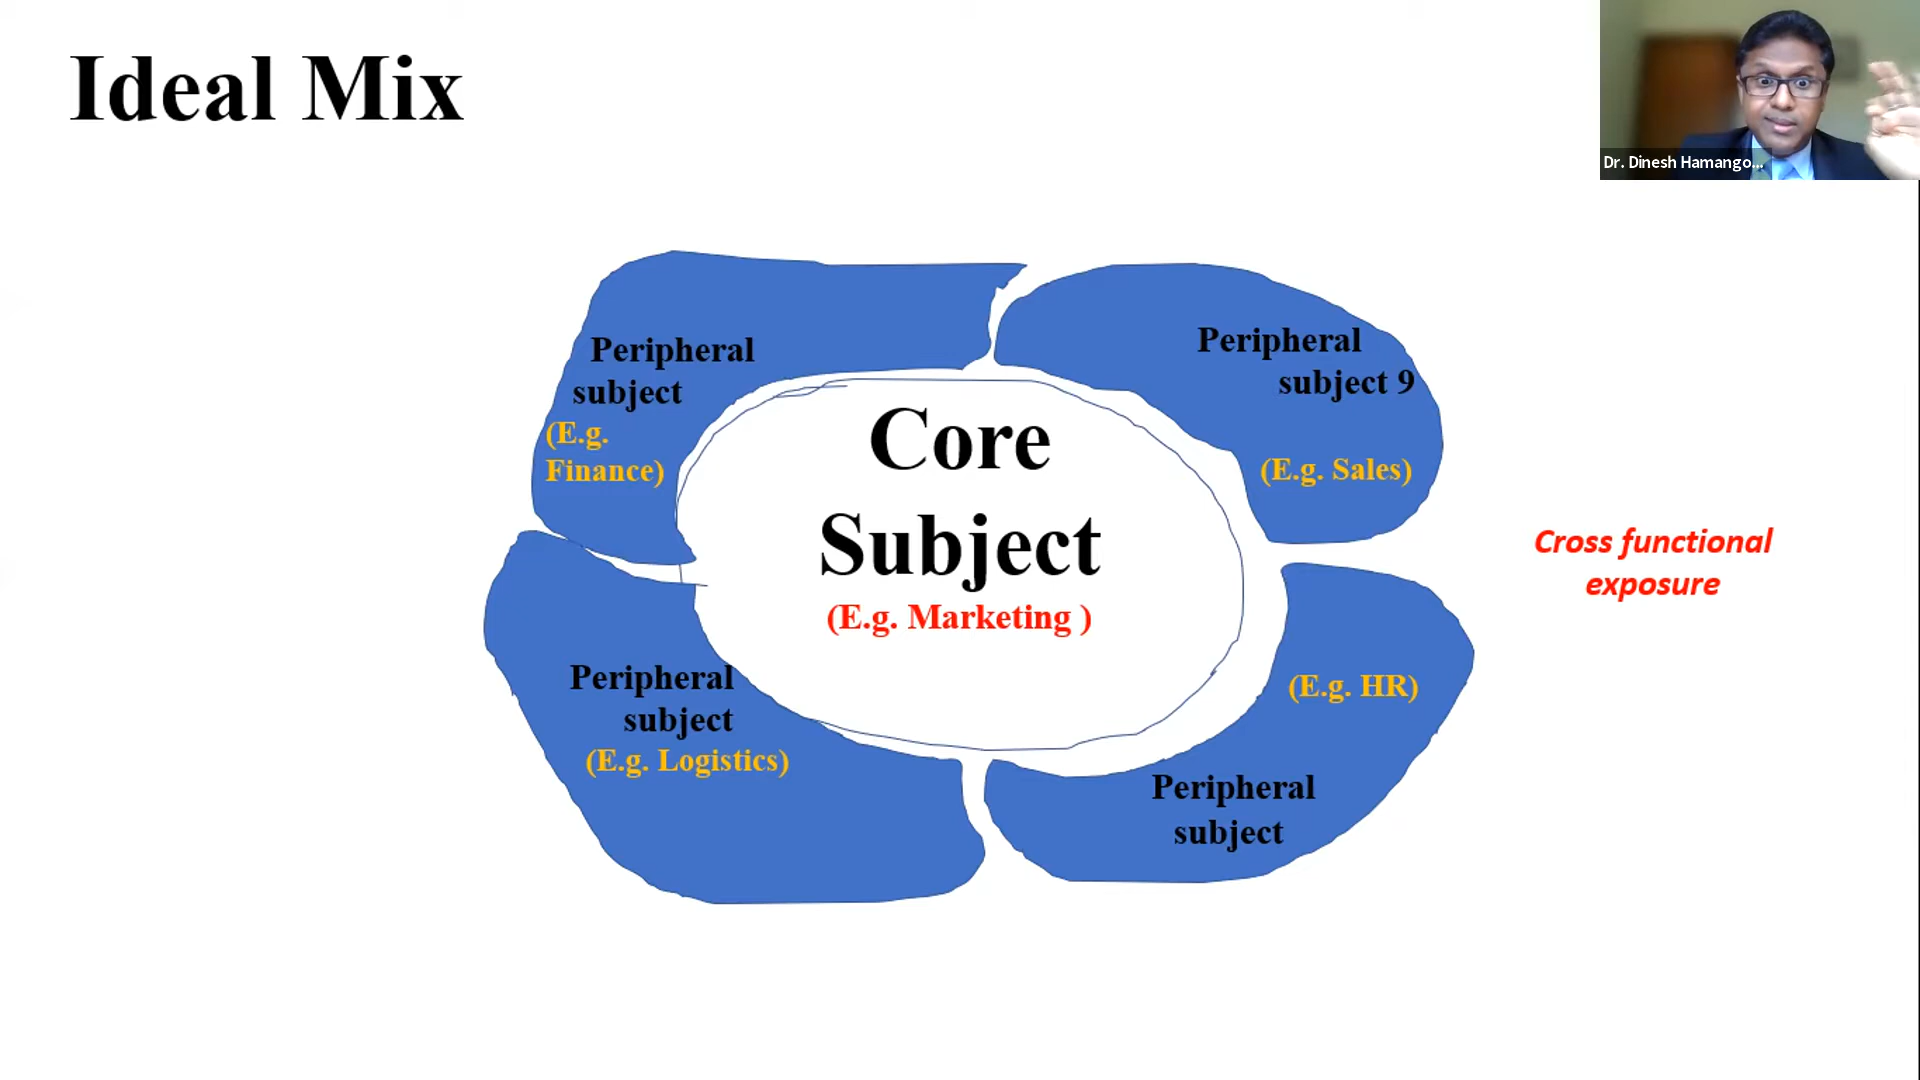 Ideal Mix
Dr. Dinesh Hamango...
Peripheral
subject
(E.g.
Finance)
Peripheral
subject 9
(E.g. Sales)
Core
Subject
(E.g. Marketing )
Cross functional
exposure
Peripheral
subject
(E.g. Logistics)
(E.g. HR)
Peripheral
subject